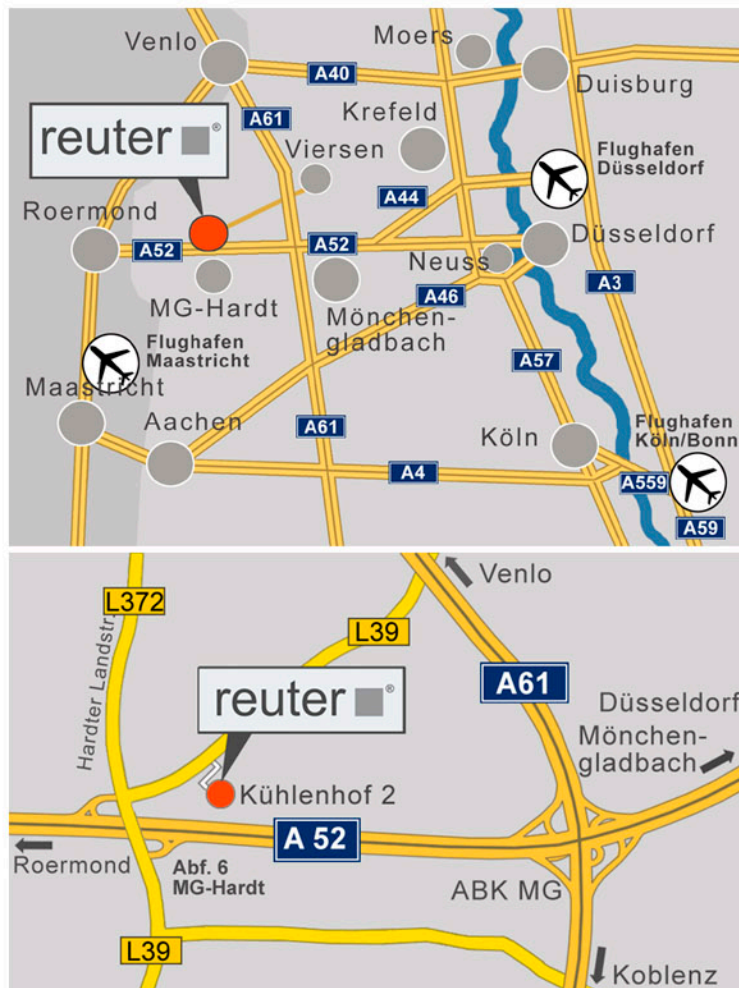 Venlo
Moers
A40
Duisburg
A61
Krefeld
reuter ®
Viersen
Flughafen
Düsseldorf
A44
Roermond
A52
A52
Düsseldorf
Neuss
MG-Hardt
A46
A3
Mönchen-
gladbach
Flughafen
Maastricht
A57
Maastricht
Aachen
A61
Köln
Flughafen
Köln/Bonn
A4
A559
A59
Venlo
L372
L39
Hardter Landstr.
A61
reuter ®
Düsseldorf
Mönchen-
gladbach
Kühlenhof 2
A 52
Roermond
Abf. 6
MG-Hardt
ABK MG
L39
Koblenz